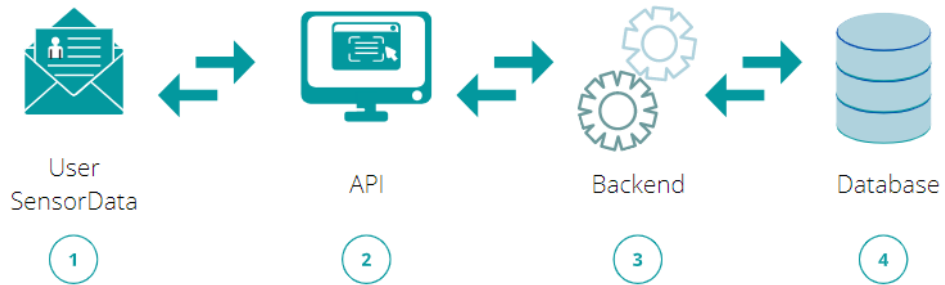 User
SensorData
API
Backend
Database
1
2
3
4